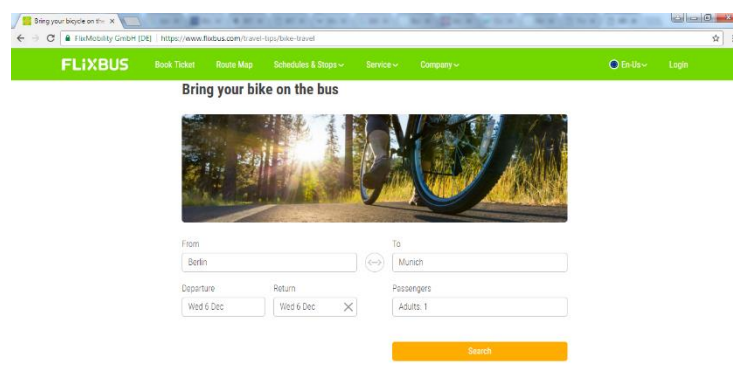 Bring your bicycle on the
FlixMobility GmbH [DE] https://www.flixbus.com/travel-tips/bike-travel
FLiXBUS Book Ticket Route Map Schedules & Stops Service Company En-Us Login
Bring your bike on the bus
From To
Berlin Munich
Departure Return Passengers
Wed 6 Dec Wed 6 Dec Adults: 1
Search